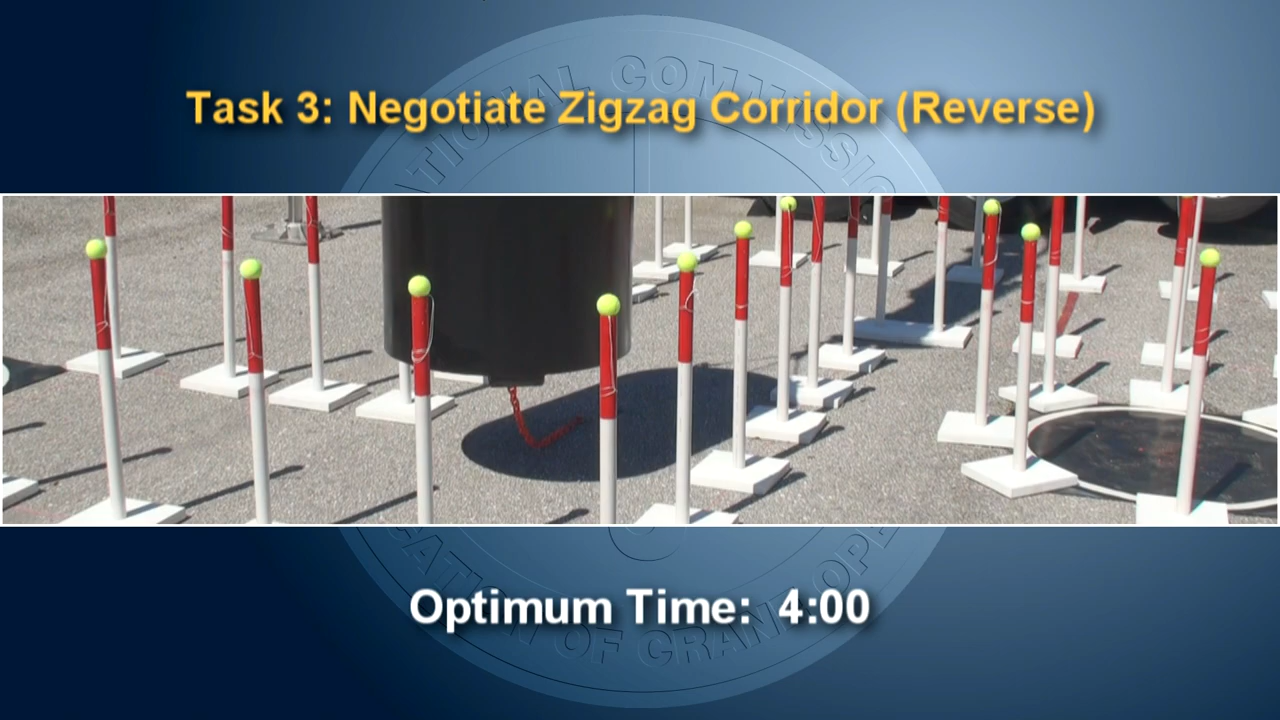 Task 3: Negotiate Zigzag Corridor (Reverse)
Optimum Time: 4:00